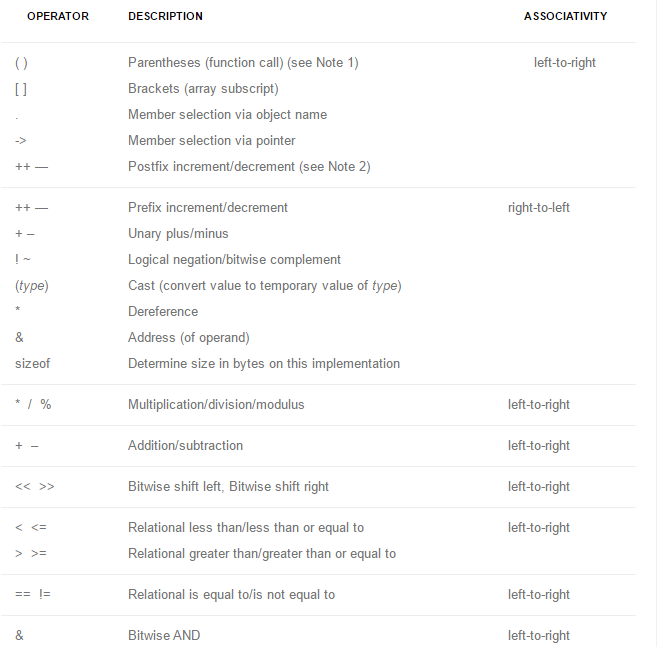 OPERATOR DESCRIPTION ASSOCIATIVITY
( ) Parentheses (function call) (see Note 1) left-to-right
[ ] Brackets (array subscript)
. Member selection via object name
-> Member selection via pointer
++ — Postfix increment/decrement (see Note 2)
++ — Prefix increment/decrement right-to-left
+ – Unary plus/minus
! ~ Logical negation/bitwise complement
(type) Cast (convert value to temporary value of type)
* Dereference
& Address (of operand)
sizeof Determine size in bytes on this implementation
* / % Multiplication/division/modulus left-to-right
+ – Addition/subtraction left-to-right
<< >> Bitwise shift left, Bitwise shift right left-to-right
< <= Relational less than/less than or equal to left-to-right
> >= Relational greater than/greater than or equal to
== != Relational is equal to/is not equal to left-to-right
& Bitwise AND left-to-right